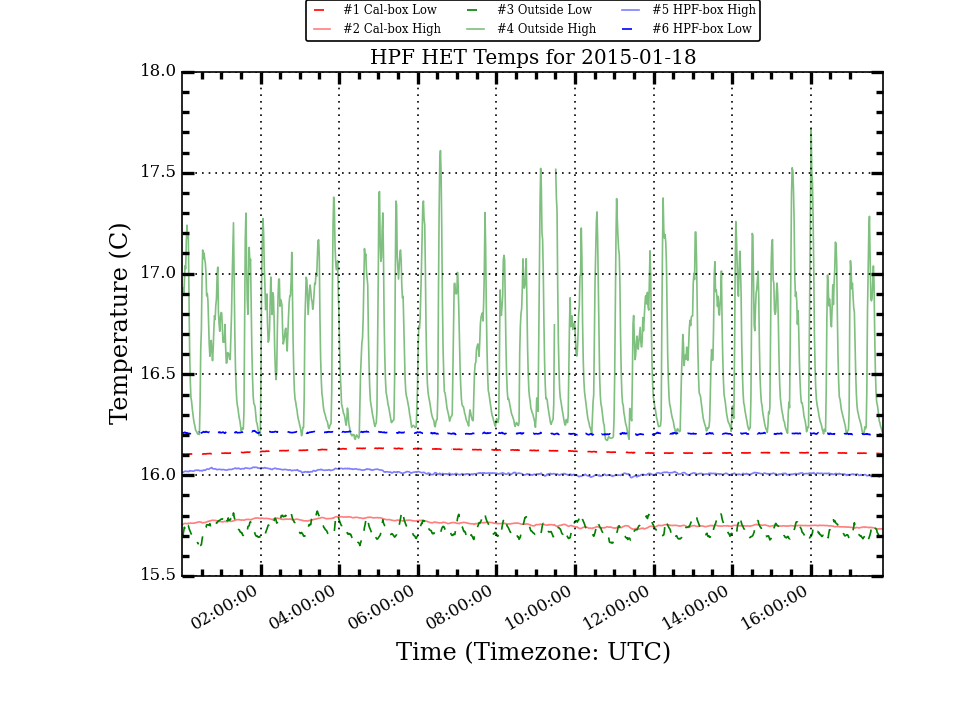 #1 Cal-box Low #3 Outside Low #5 HPF-box High
#2 Cal-box High #4 Outside High #6 HPF-box Low
HPF HET Temps for 2015-01-18
18.0
17.5
17.0
16.5
16.0
15.5
Temperature (C)
02:00:00 04:00:00 06:00:00 08:00:00 10:00:00 12:00:00 14:00:00 16:00:00
Time (Timezone: UTC)